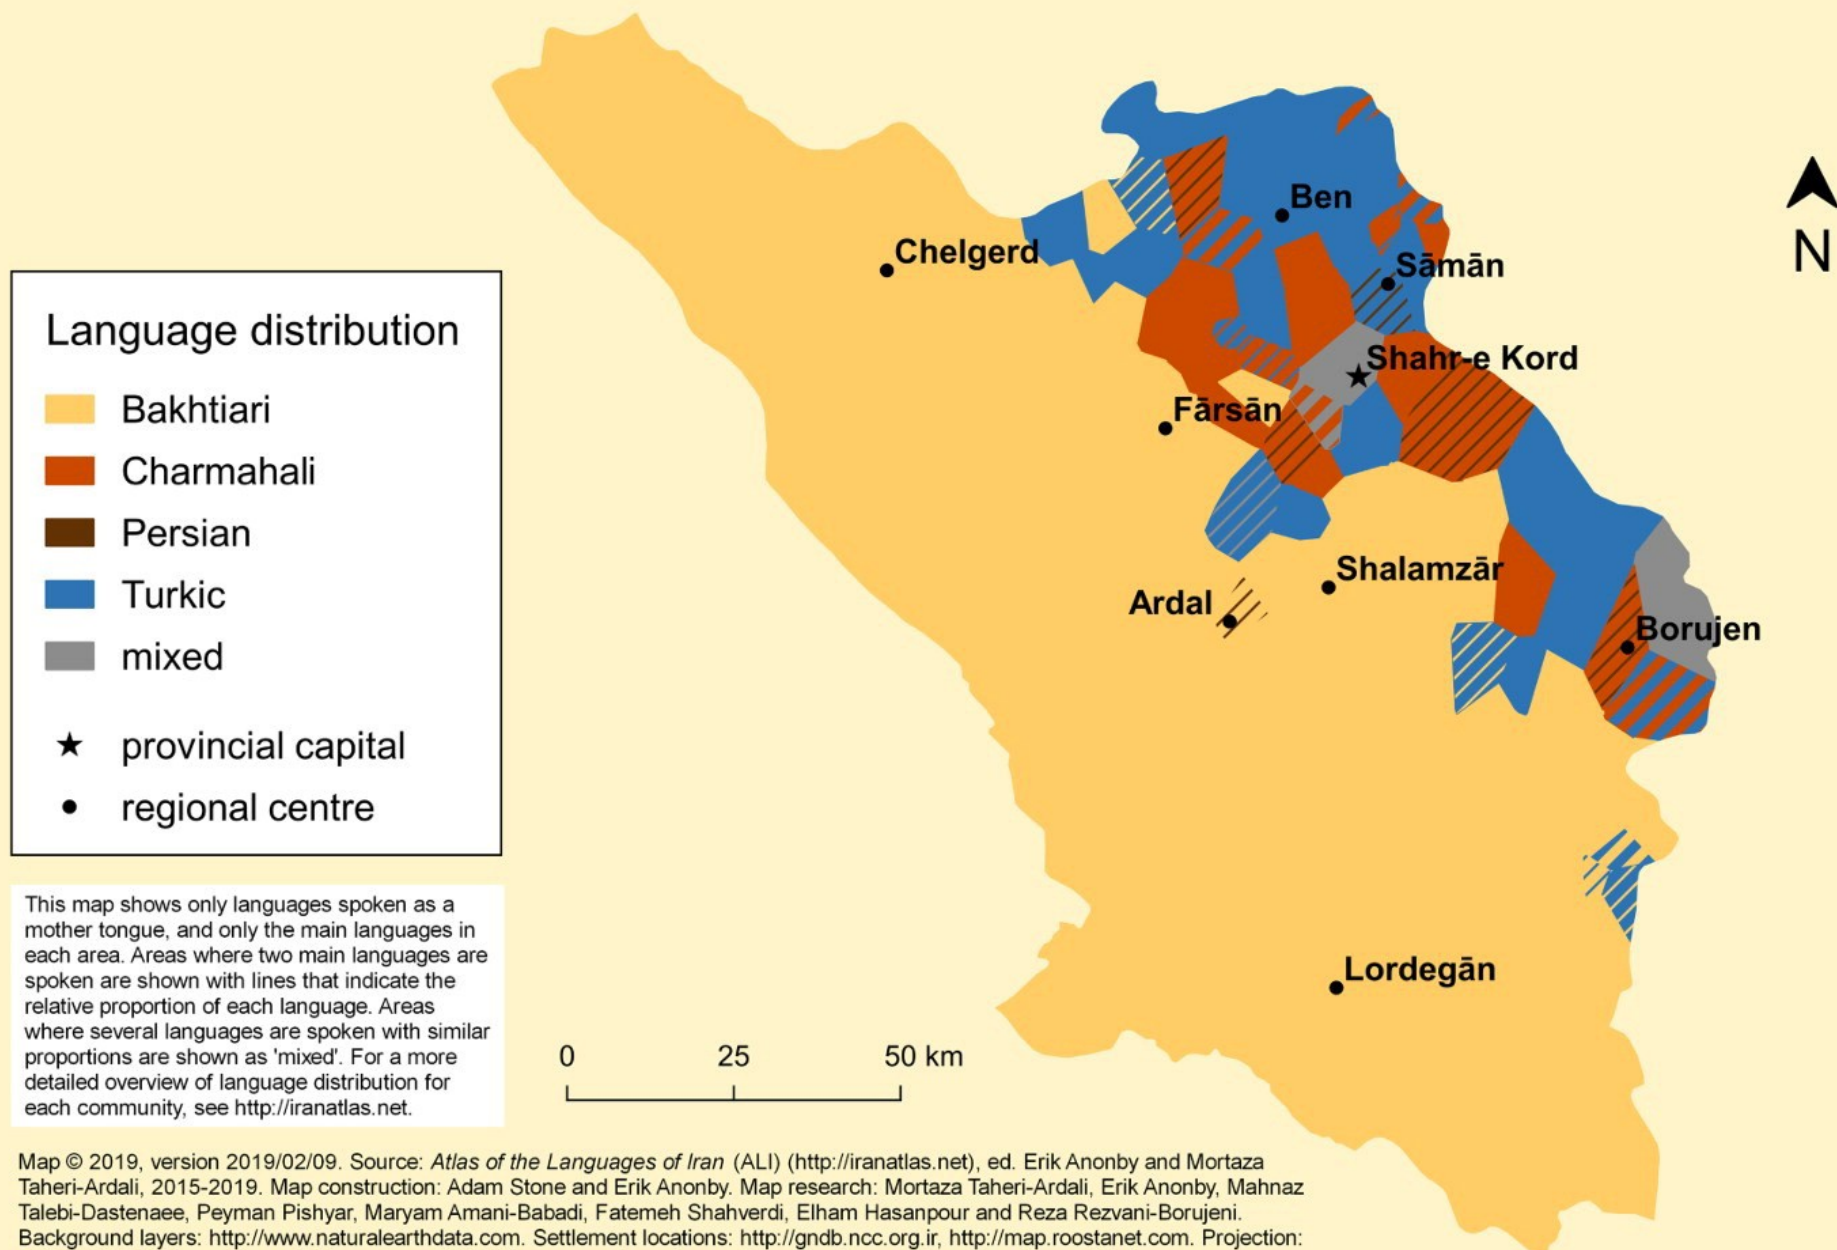 Ben
Chelgerd
Sāmān
N
Shahr-e Kord
Fārsān
Shalamzār
Ardal
Borujen
Lordegān
Language distribution
Bakhtiari
Charmahali
Persian
Turkic
mixed
provincial capital
regional centre
This map shows only languages spoken as a
mother tongue, and only the main languages in
each area. Areas where two main languages are
spoken are shown with lines that indicate the
relative proportion of each language. Areas
where several languages are spoken with similar
proportions are shown as 'mixed'. For a more
detailed overview of language distribution for
each community, see http://iranatlas.net.
0 25 50 km
Map © 2019, version 2019/02/09. Source: Atlas of the Languages of Iran (ALI) (http://iranatlas.net), ed. Erik Anonby and Mortaza
Taheri-Ardali, 2015-2019. Map construction: Adam Stone and Erik Anonby. Map research: Mortaza Taheri-Ardali, Erik Anonby, Mahnaz
Talebi-Dastenaee, Peyman Pishyar, Maryam Amani-Babadi, Fatemeh Shahverdi, Elham Hasanpour and Reza Rezvani-Borujeni.
Background layers: http://www.naturalearthdata.com. Settlement locations: http://gndb.ncc.org.ir, http://map.roostanet.com. Projection: